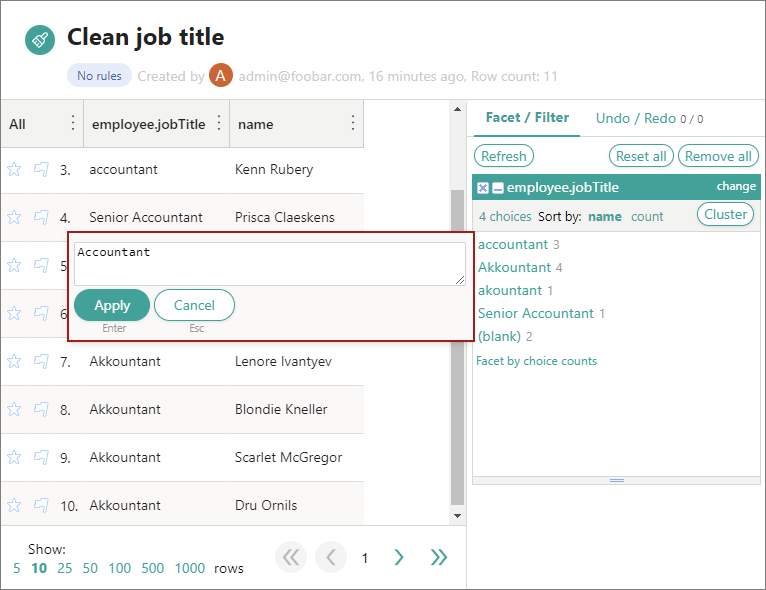 Clean job title
No rules Created by A admin@foobar.com, 16 minutes ago, Row count: 11
All employee.jobTitle name
3. accountant Kenn Rubery
4. Senior Accountant Prisca Claeskens
5
6
Accountant
Apply Cancel
Enter Esc
7. Akkountant Lenore Ivantyev
8. Akkountant Blondie Kneller
9. Akkountant Scarlet McGregor
10. Akkountant Dru Ornils
Show:
5 10 25 50 100 500 1000 rows
1
Facet / Filter Undo / Redo 0 / 0
Refresh Reset all Remove all
employee.jobTitle change
4 choices Sort by: name count Cluster
accountant 3
Akkountant 4
akountant 1
Senior Accountant 1
(blank) 2
Facet by choice counts